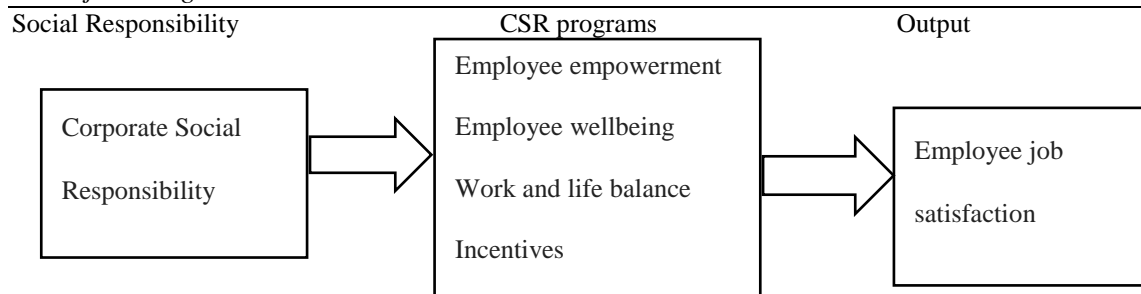 Social Responsibility CSR programs Output
Employee empowerment
Corporate Social
Responsibility
Employee wellbeing
Work and life balance
Incentives
Employee job
satisfaction